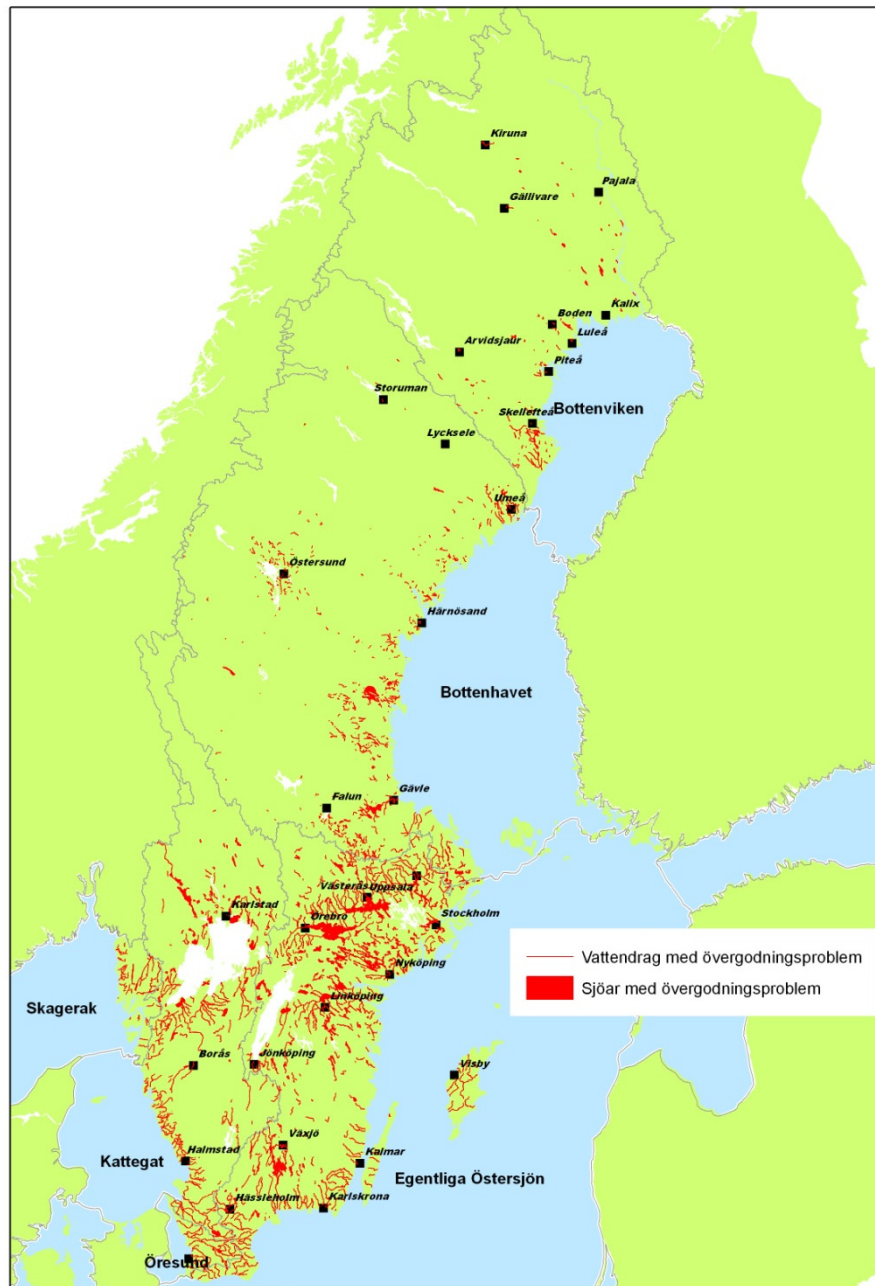 Kiruna
Pajala
Gällivare
Kalix
Boden
Luleå
Arvidsjaur
Piteå
Storuman
Bottenviken
Skellefteå
Lycksele
Umeå
Östersund
Härnösand
Bottenhavet
Gävle
Falun
Västerås
Uppsala
Karlstad
Örebro
Stockholm
Vattendrag med övergödningsproblem
Nyköping
Sjöar med övergödningsproblem
Skagerak
Linköping
Borås
Jönköping
Visby
Växjö
Kattegat
Halmstad
Kalmar
Egentliga Östersjön
Hässleholm
Karlskrona
Öresund